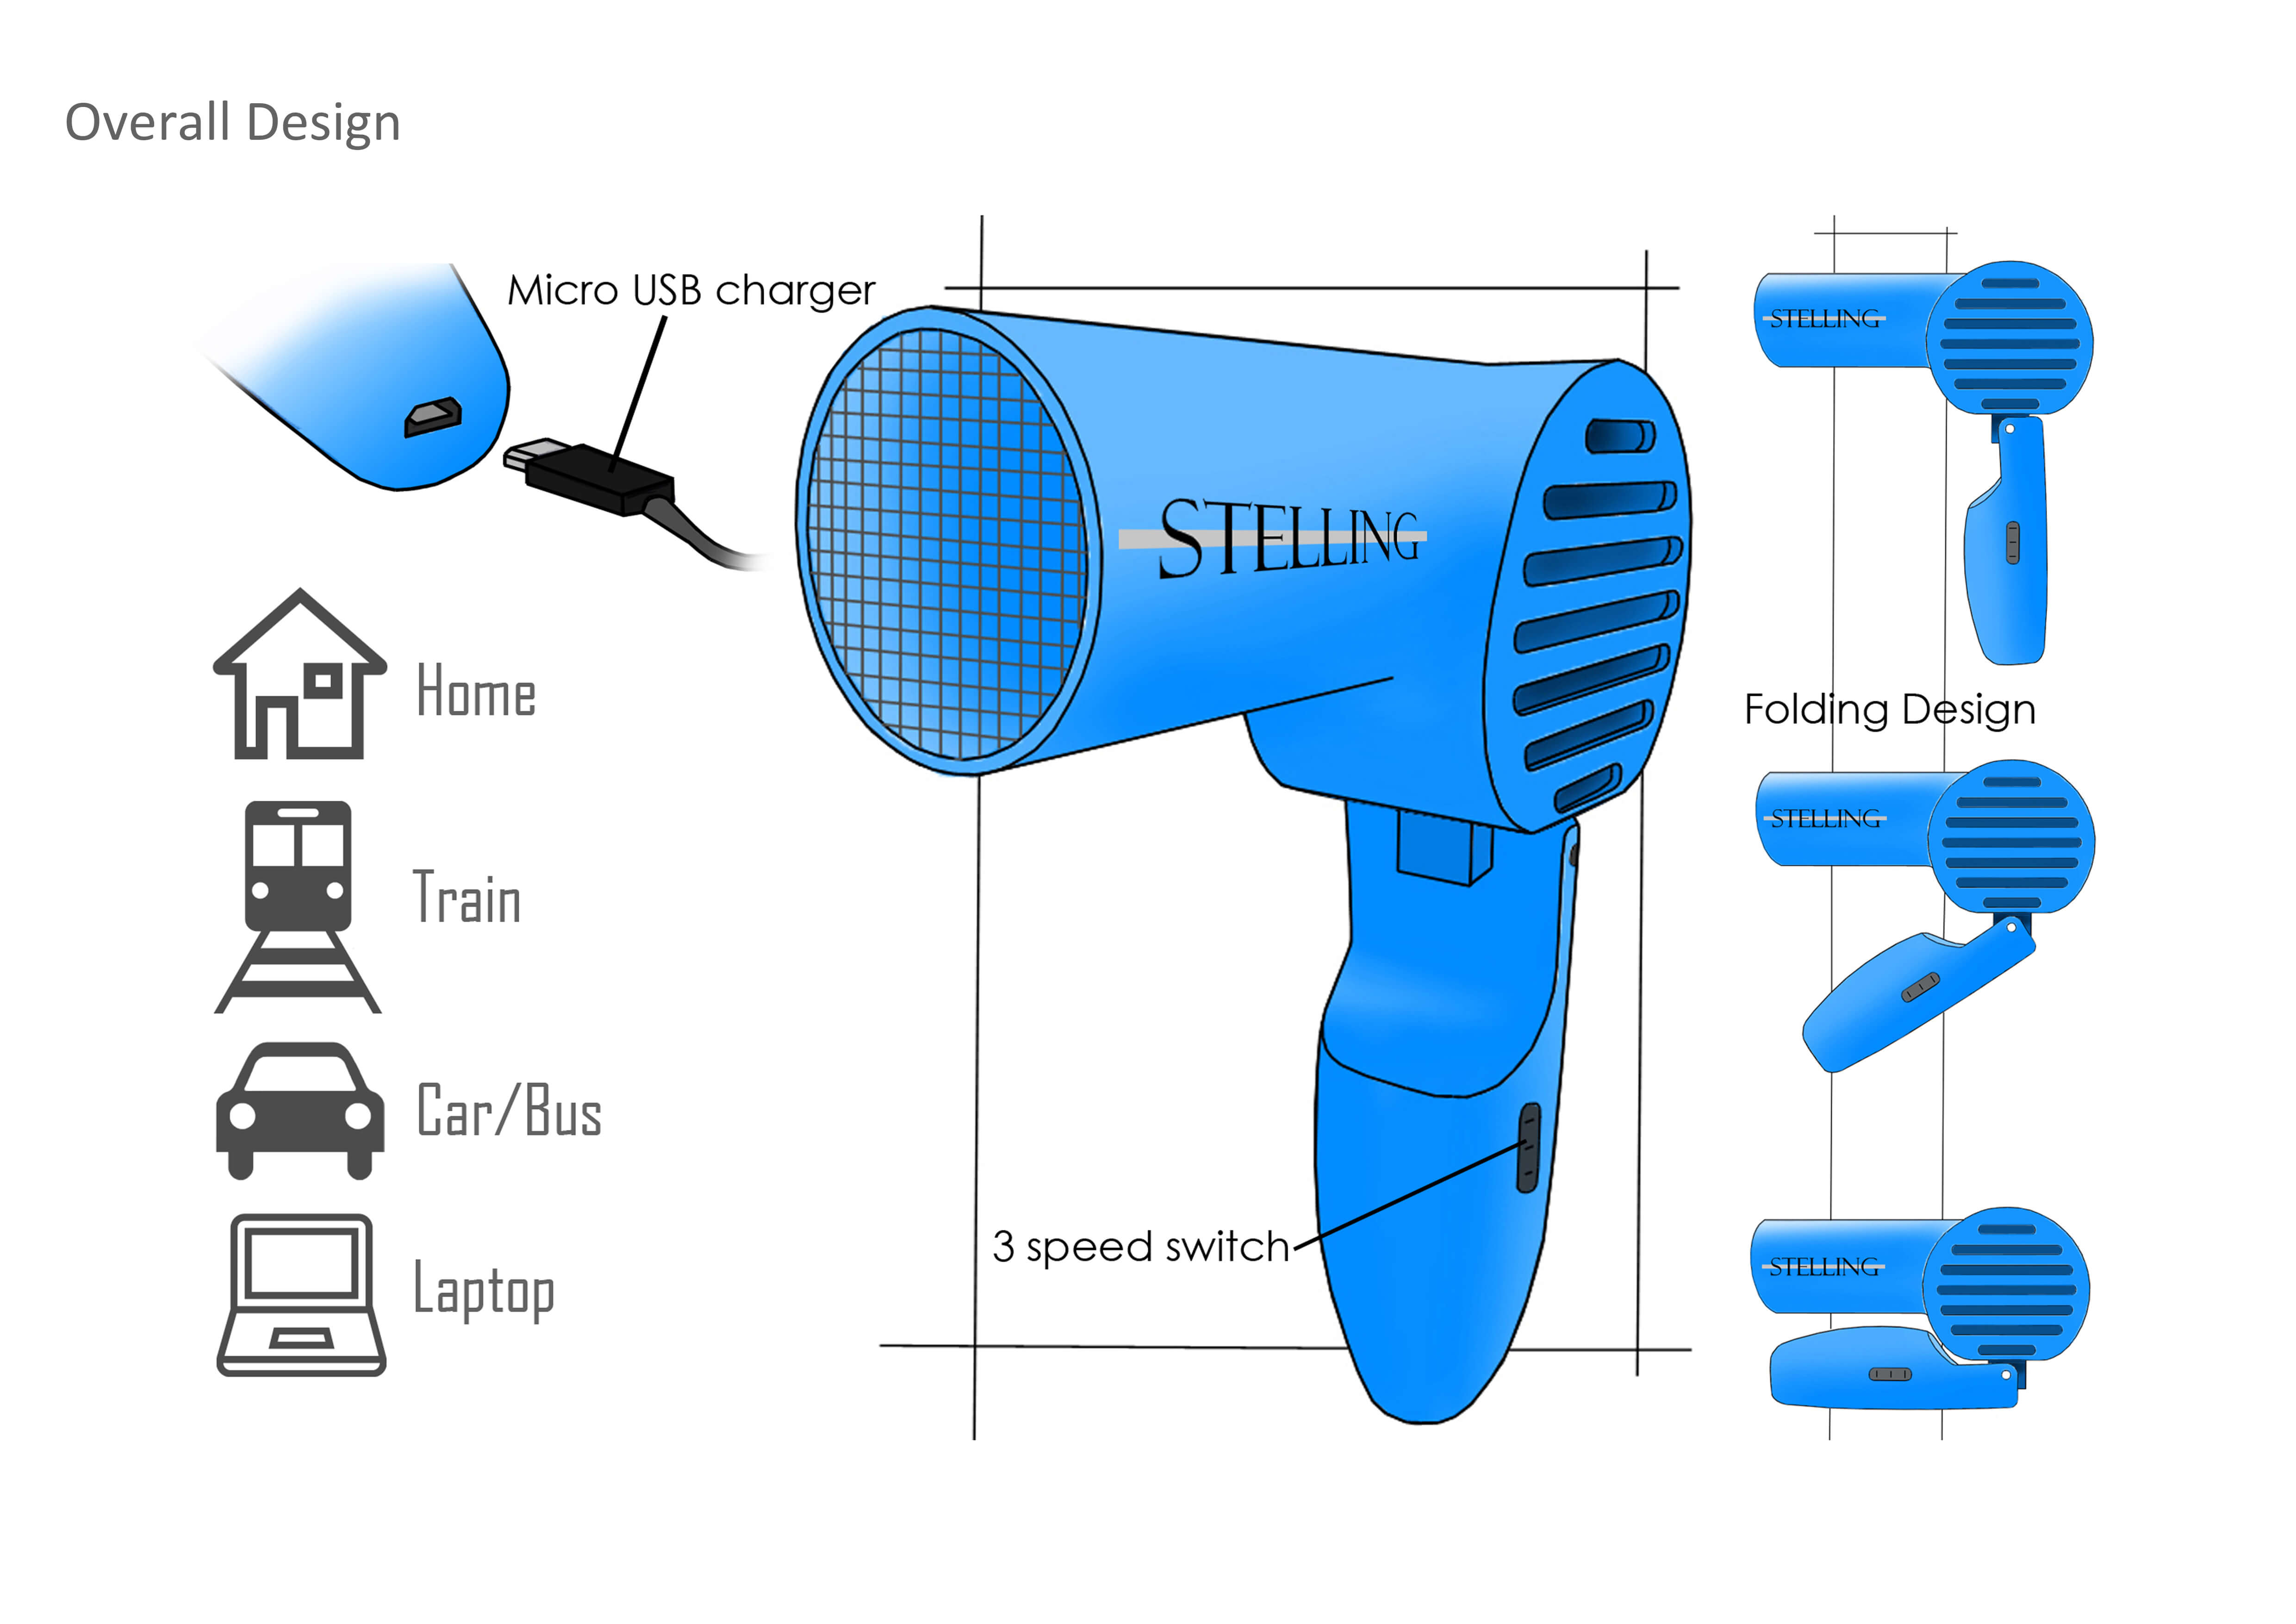 Overall Design
Micro USB charger
STELLING
STELLING
Home
Folding Design
STELLING
Train
Car/Bus
3 speed switch
Laptop
STELLING